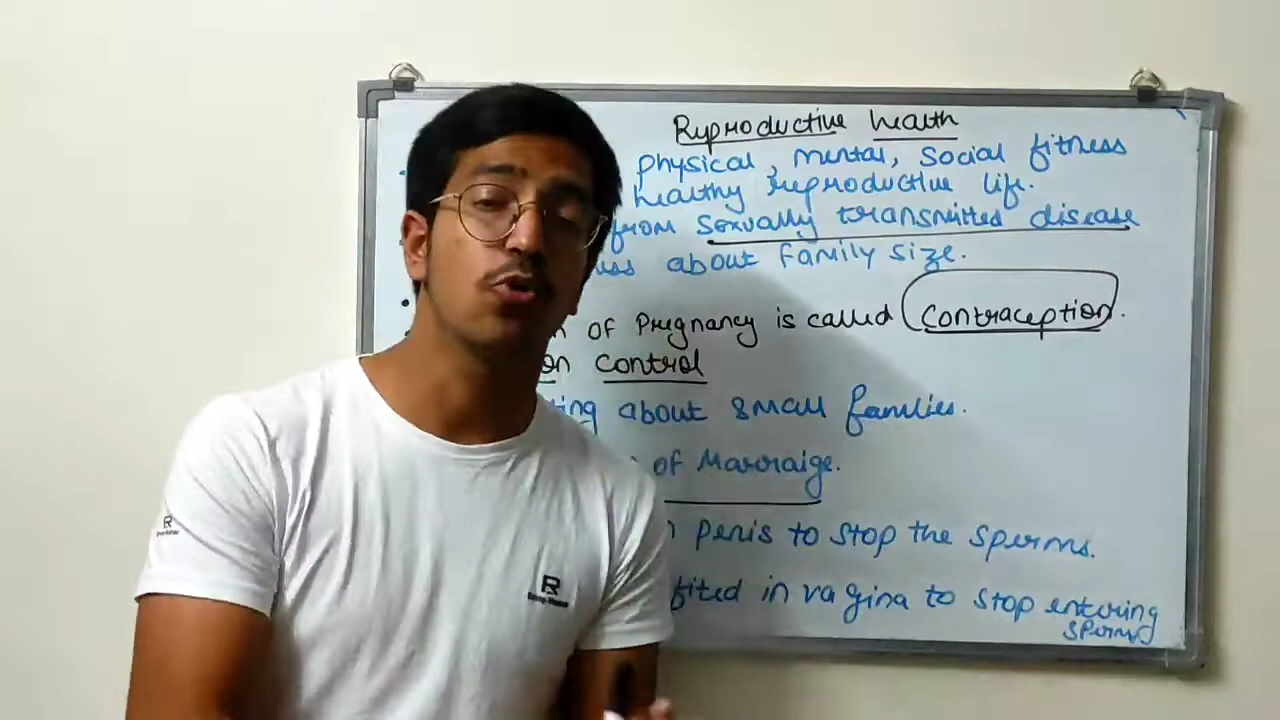 Reproductive health
physical, mental, social fitness
healthy reproductive life.
from sexually transmitted disease
about family size.
of Pregnancy is called contraception.
control
about small families.
of Marraige.
penis to stop the sperms.
fited in vagina to stop entering
sperms
R
R